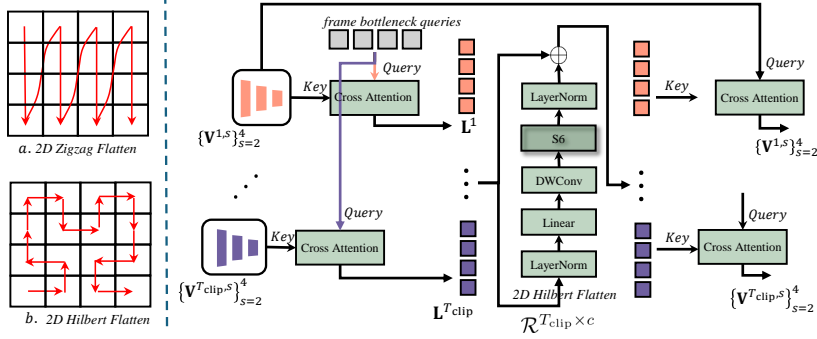 a. 2D Zigzag Flatten
b. 2D Hilbert Flatten
frame bottleneck queries
Key
Query
Cross Attention
{V^{1,s}}_{s=2}^{4}
L^1
Query
Key
Cross Attention
{V^{T_clip,s}}_{s=2}^{4}
L^{T_clip}
LayerNorm
S6
DWConv
Linear
LayerNorm
2D Hilbert Flatten
ℛ^{T_clip×c}
Key
Query
Cross Attention
{V^{1,s}}_{s=2}^{4}
Key
Query
Cross Attention
{V^{T_clip,s}}_{s=2}^{4}